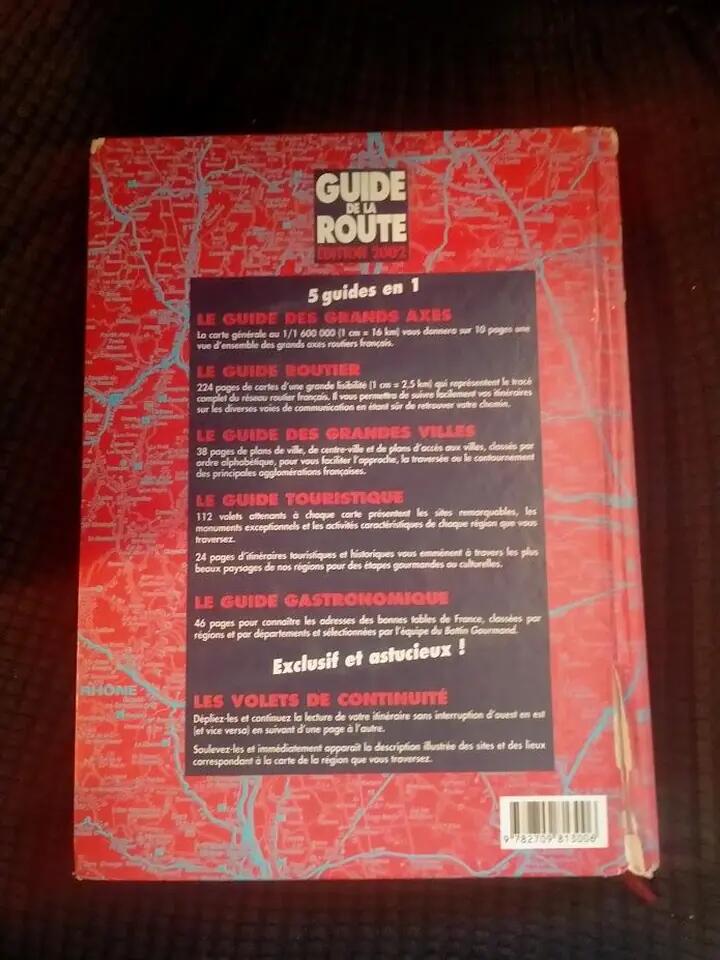 GUIDE
DE LA
ROUTE
EDITION 2002
5 guides en 1
LE GUIDE DES GRANDS AXES
La carte générale au 1/1 600 000 (1 cm = 16 km) vous donnera sur 10 pages une
vue d'ensemble des grands axes routiers français.
LE GUIDE ROUTIER
224 pages de cartes d'une grande lisibilité (1 cm = 2,5 km) qui représentent le tracé
complet du réseau routier français. Il vous permettra de suivre facilement vos itinéraires
sur les diverses voies de communication en étant sûr de retrouver votre chemin.
LE GUIDE DES GRANDES VILLES
38 pages de plans de ville, de centre-ville et de plans d'accès aux villes, classés par
ordre alphabétique, pour vous faciliter l'approche, la traversée ou le contournement
des principales agglomérations françaises.
LE GUIDE TOURISTIQUE
112 volets attenants à chaque carte présentent les sites remarquables, les
monuments exceptionnels et les activités caractéristiques de chaque région que vous
traversez.
24 pages d'itinéraires touristiques et historiques vous emmènent à travers les plus
beaux paysages de nos régions pour des étapes gourmandes ou culturelles.
LE GUIDE GASTRONOMIQUE
46 pages pour connaître les adresses des bonnes tables de France, classées par
régions et par départements et sélectionnées par l'équipe du Bottin Gourmand.
Exclusif et astucieux !
LES VOLETS DE CONTINUITÉ
Dépliez-les et continuez la lecture de votre itinéraire sans interruption d'ouest en est
(et vice versa) en suivant d'une page à l'autre.
Soulevez-les et immédiatement apparaît la description illustrée des sites et des lieux
correspondant à la carte de la région que vous traversez.
RHÔNE
9 782709 813006